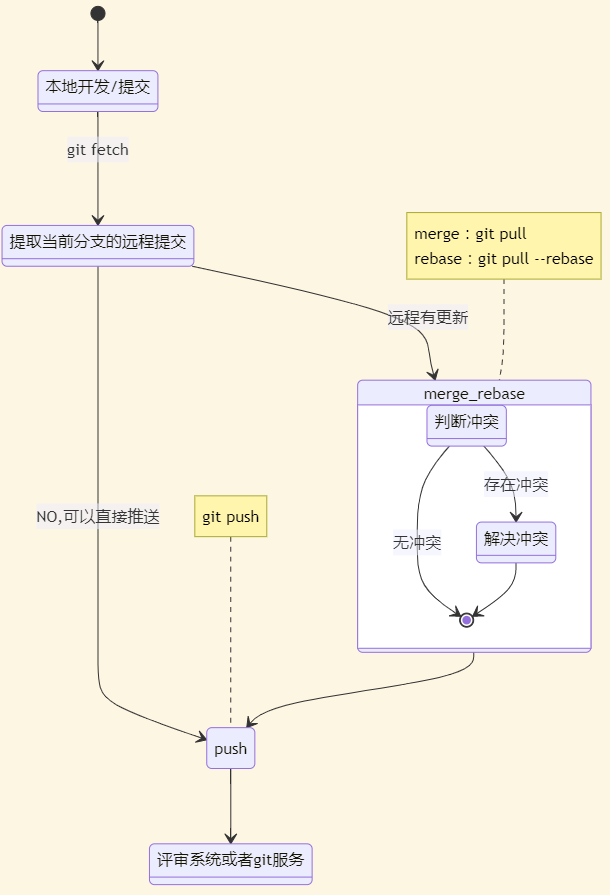 本地开发/提交
git fetch
提取当前分支的远程提交
merge：git pull
rebase：git pull --rebase
远程有更新
merge_rebase
判断冲突
存在冲突
无冲突
解决冲突
NO,可以直接推送
git push
push
评审系统或者git服务